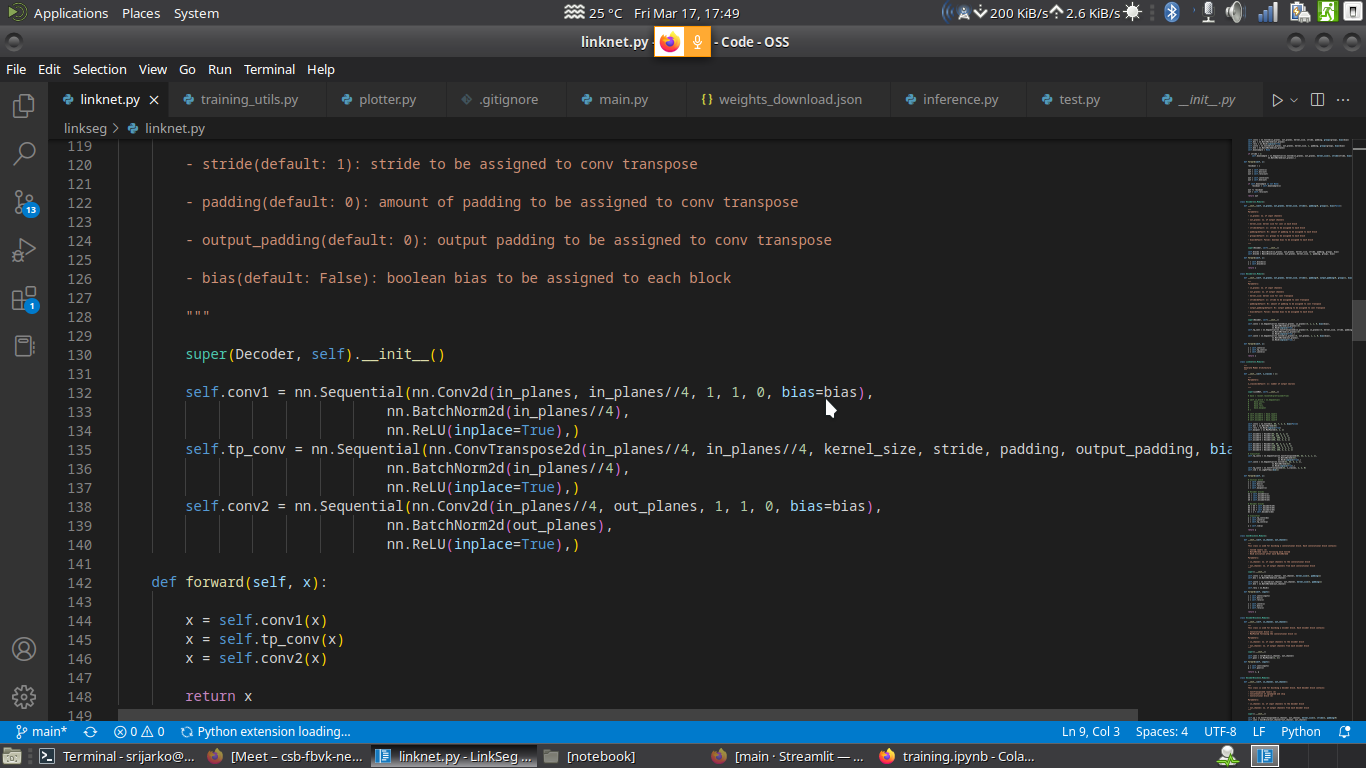 Applications Places System 25 °C Fri Mar 17, 17:49 200 KiB/s 2.6 KiB/s
linknet.py - Code - OSS
File Edit Selection View Go Run Terminal Help
linknet.py training_utils.py plotter.py .gitignore main.py weights_download.json inference.py test.py __init__.py
linkseg > linknet.py
119
120 - stride(default: 1): stride to be assigned to conv transpose
121
122 - padding(default: 0): amount of padding to be assigned to conv transpose
123
124 - output_padding(default: 0): output padding to be assigned to conv transpose
125
126 - bias(default: False): boolean bias to be assigned to each block
127
128 """
129
130 super(Decoder, self).__init__()
131
132 self.conv1 = nn.Sequential(nn.Conv2d(in_planes, in_planes//4, 1, 1, 0, bias=bias),
133 nn.BatchNorm2d(in_planes//4),
134 nn.ReLU(inplace=True),)
135 self.tp_conv = nn.Sequential(nn.ConvTranspose2d(in_planes//4, in_planes//4, kernel_size, stride, padding, output_padding, bia
136 nn.BatchNorm2d(in_planes//4),
137 nn.ReLU(inplace=True),)
138 self.conv2 = nn.Sequential(nn.Conv2d(in_planes//4, out_planes, 1, 1, 0, bias=bias),
139 nn.BatchNorm2d(out_planes),
140 nn.ReLU(inplace=True),)
141
142 def forward(self, x):
143
144 x = self.conv1(x)
145 x = self.tp_conv(x)
146 x = self.conv2(x)
147
148 return x
149
13
1
main* 0 0 Python extension loading... Ln 9, Col 3 Spaces: 4 UTF-8 LF Python
Terminal - srijarko@... [Meet – csb-fbvk-ne... linknet.py - LinkSeg ... [notebook] [main · Streamlit — ... training.ipynb - Cola...